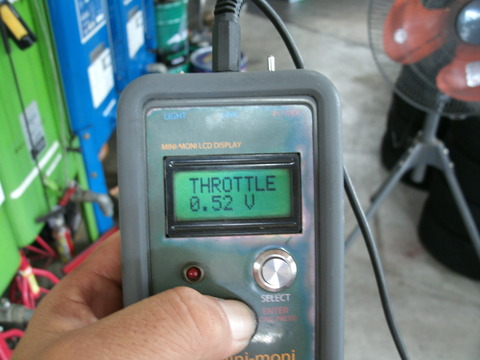 LIGHT
MINI-MONI LCD DISPLAY
THROTTLE
0.52 V
SELECT
ENTER
mini-moni